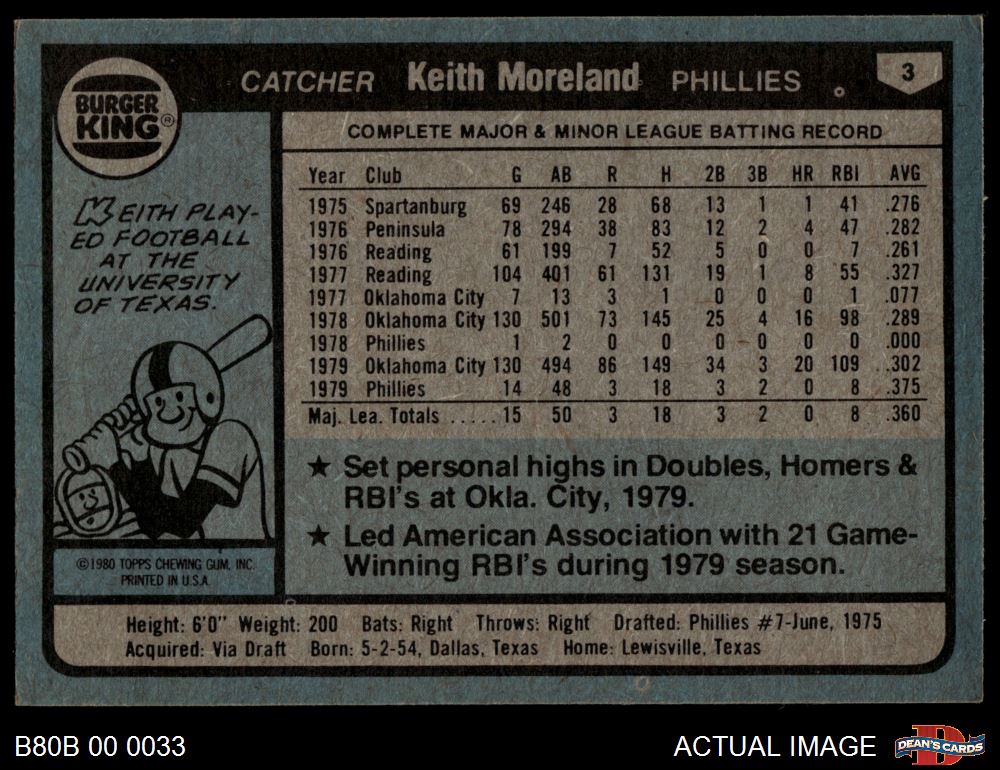 BURGER
KING®
CATCHER Keith Moreland PHILLIES 3
COMPLETE MAJOR & MINOR LEAGUE BATTING RECORD
Year Club G AB R H 2B 3B HR RBI AVG
1975 Spartanburg 69 246 28 68 13 1 1 41 .276
1976 Peninsula 78 294 38 83 12 2 4 47 .282
1976 Reading 61 199 7 52 5 0 0 7 .261
1977 Reading 104 401 61 131 19 1 8 55 .327
1977 Oklahoma City 7 13 3 1 0 0 0 1 .077
1978 Oklahoma City 130 501 73 145 25 4 16 98 .289
1978 Phillies 1 2 0 0 0 0 0 0 .000
1979 Oklahoma City 130 494 86 149 34 3 20 109 .302
1979 Phillies 14 48 3 18 3 2 0 8 .375
Maj. Lea. Totals .....15 50 3 18 3 2 0 8 .360
KEITH PLAY-
ED FOOTBALL
AT THE
UNIVERSITY
OF TEXAS.
©1980 TOPPS CHEWING GUM, INC.
PRINTED IN U.S.A.
★ Set personal highs in Doubles, Homers &
RBI's at Okla. City, 1979.
★ Led American Association with 21 Game-
Winning RBI's during 1979 season.
Height: 6'0" Weight: 200 Bats: Right Throws: Right Drafted: Phillies #7-June, 1975
Acquired: Via Draft Born: 5-2-54, Dallas, Texas Home: Lewisville, Texas
B80B 00 0033
ACTUAL IMAGE
D
DEAN'S CARDS